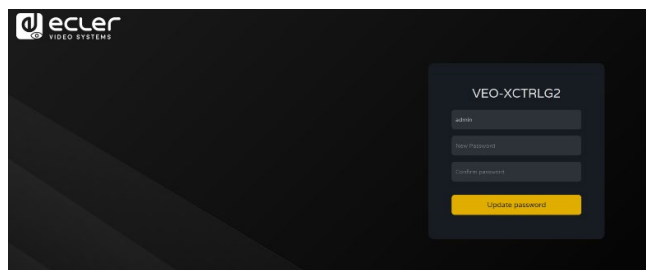 ecler
VIDEO SYSTEMS
VEO-XCTRLG2
admin
New Password
Confirm password
Update password